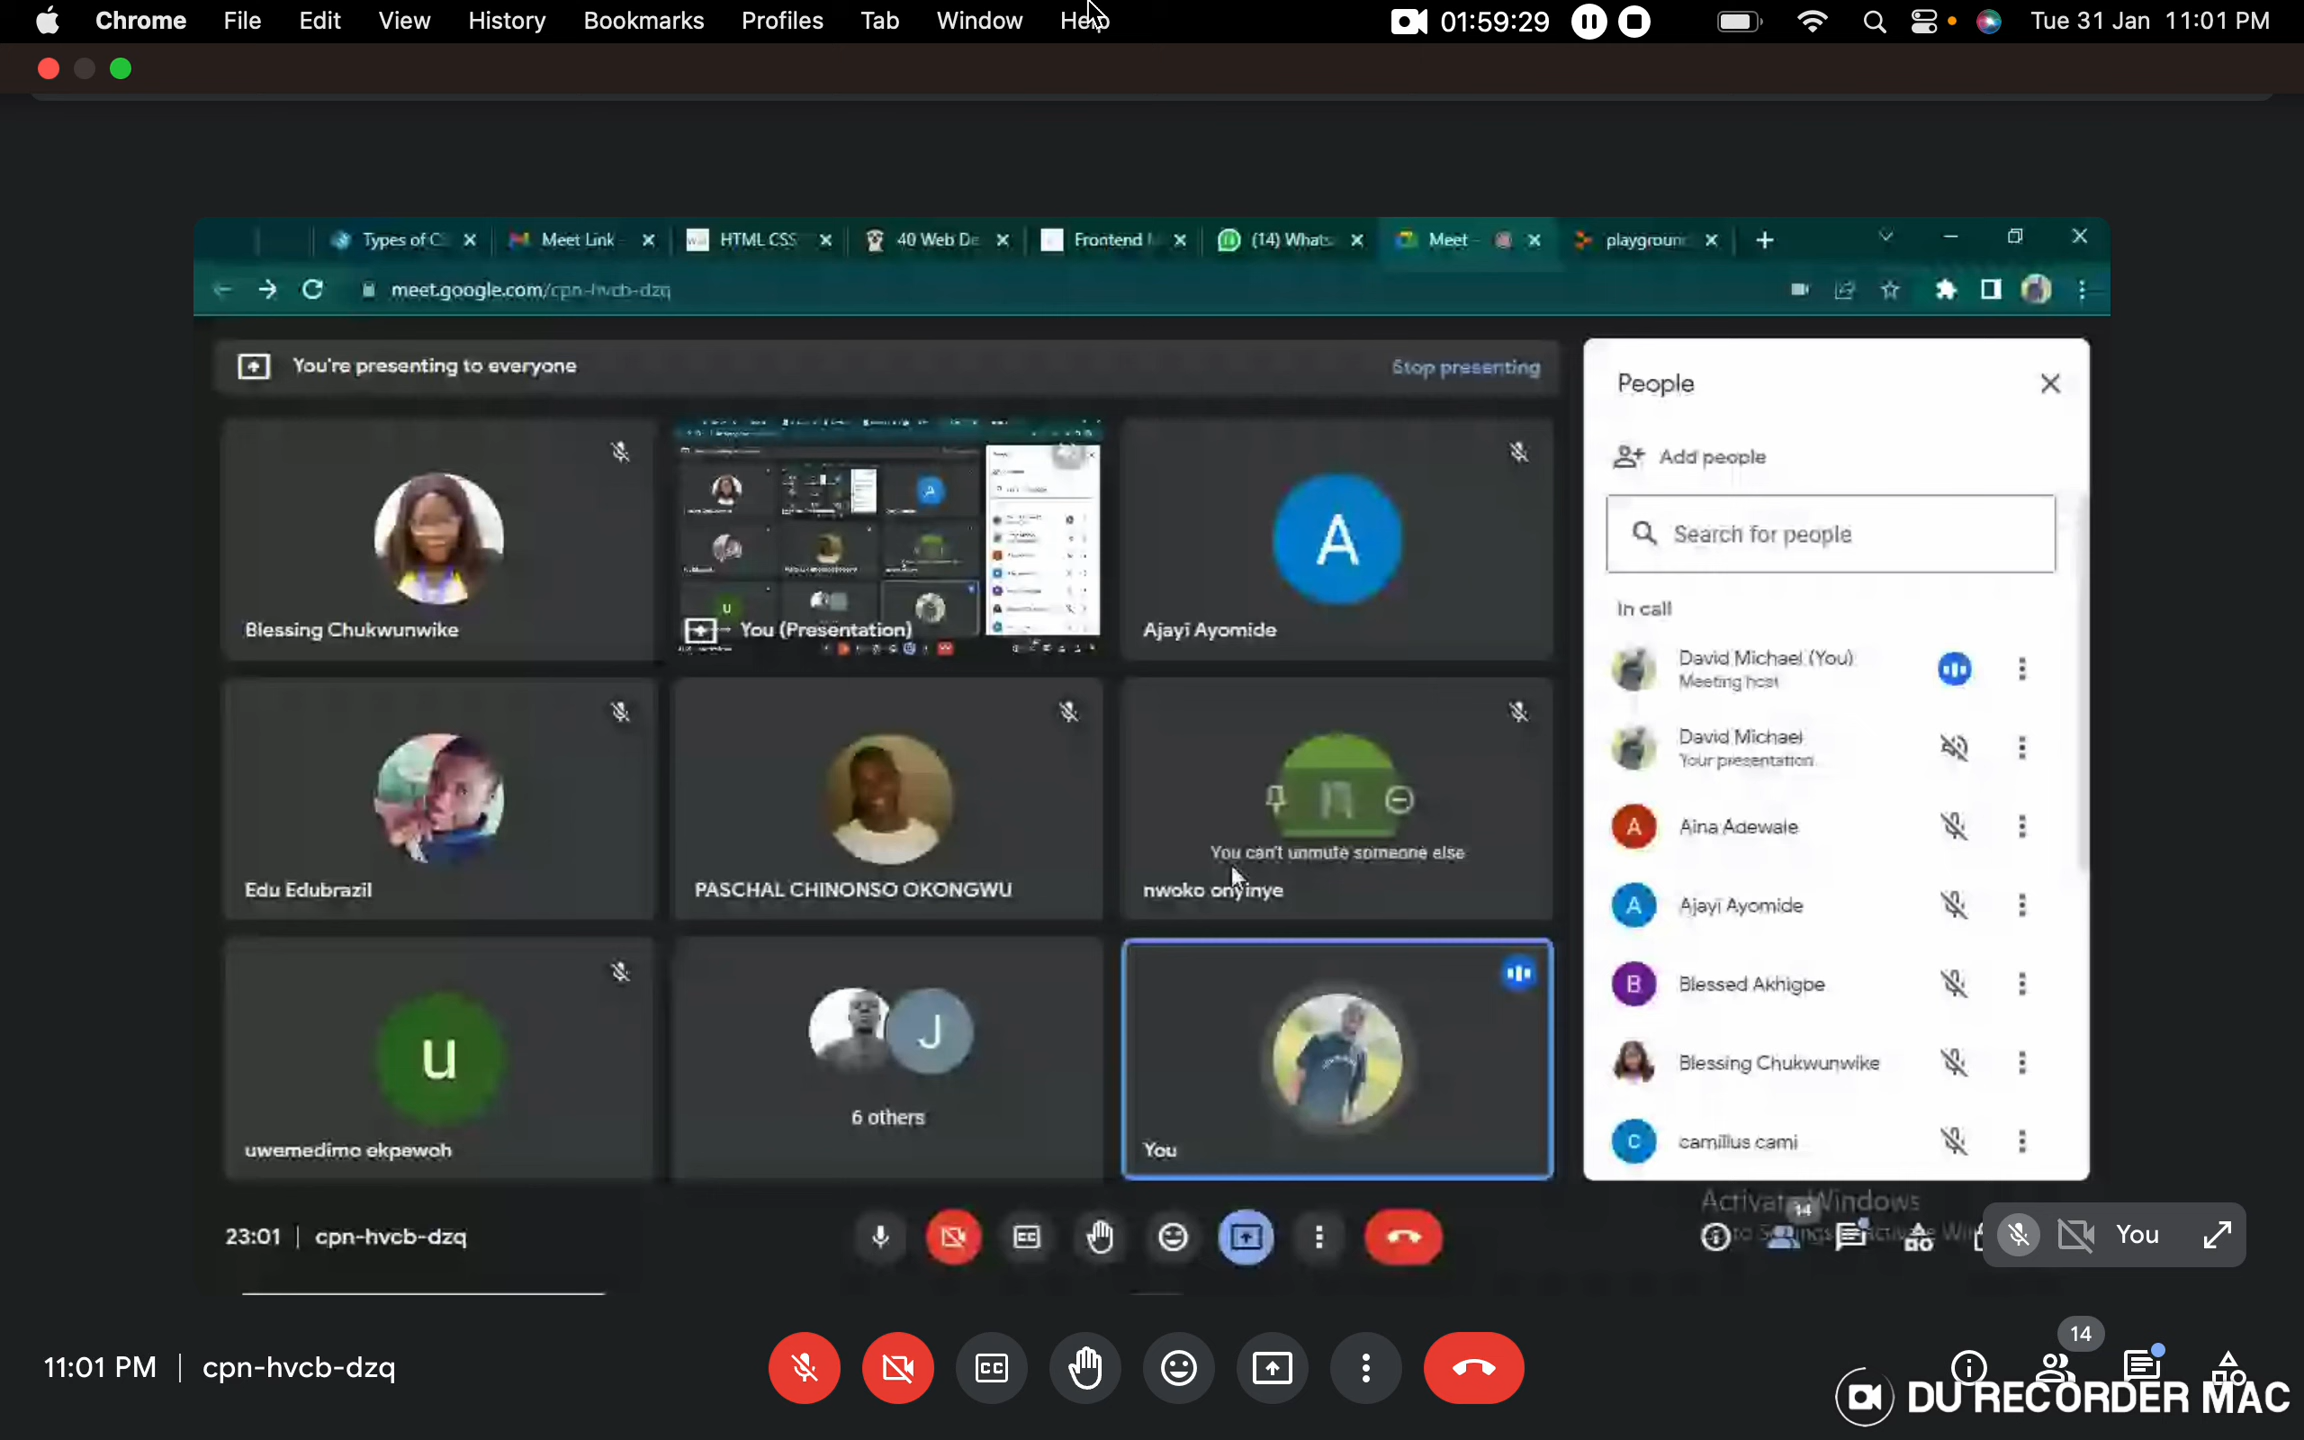 Chrome File Edit View History Bookmarks Profiles Tab Window Help 01:59:29 Tue 31 Jan 11:01 PM
Types of C Meet Link - HTML CSS 40 Web De Frontend (14) Whats Meet - playground
meet.google.com/cpn-hvcb-dzq
You're presenting to everyone Stop presenting
People
Add people
Search for people
In call
David Michael (You)
Meeting host
David Michael
Your presentation
A Aina Adewale
A Ajayi Ayomide
B Blessed Akhigbe
Blessing Chukwunwike
C camillus cami
Blessing Chukwunwike
You (Presentation)
A
Ajayi Ayomide
Edu Edubrazil
PASCHAL CHINONSO OKONGWU
n
You can't unmute someone else
nwoko onyinye
u
uwemedimo ekpewoh
J
6 others
You
Activate Windows
14
23:01 | cpn-hvcb-dzq
You
11:01 PM | cpn-hvcb-dzq
14
DU RECORDER MAC